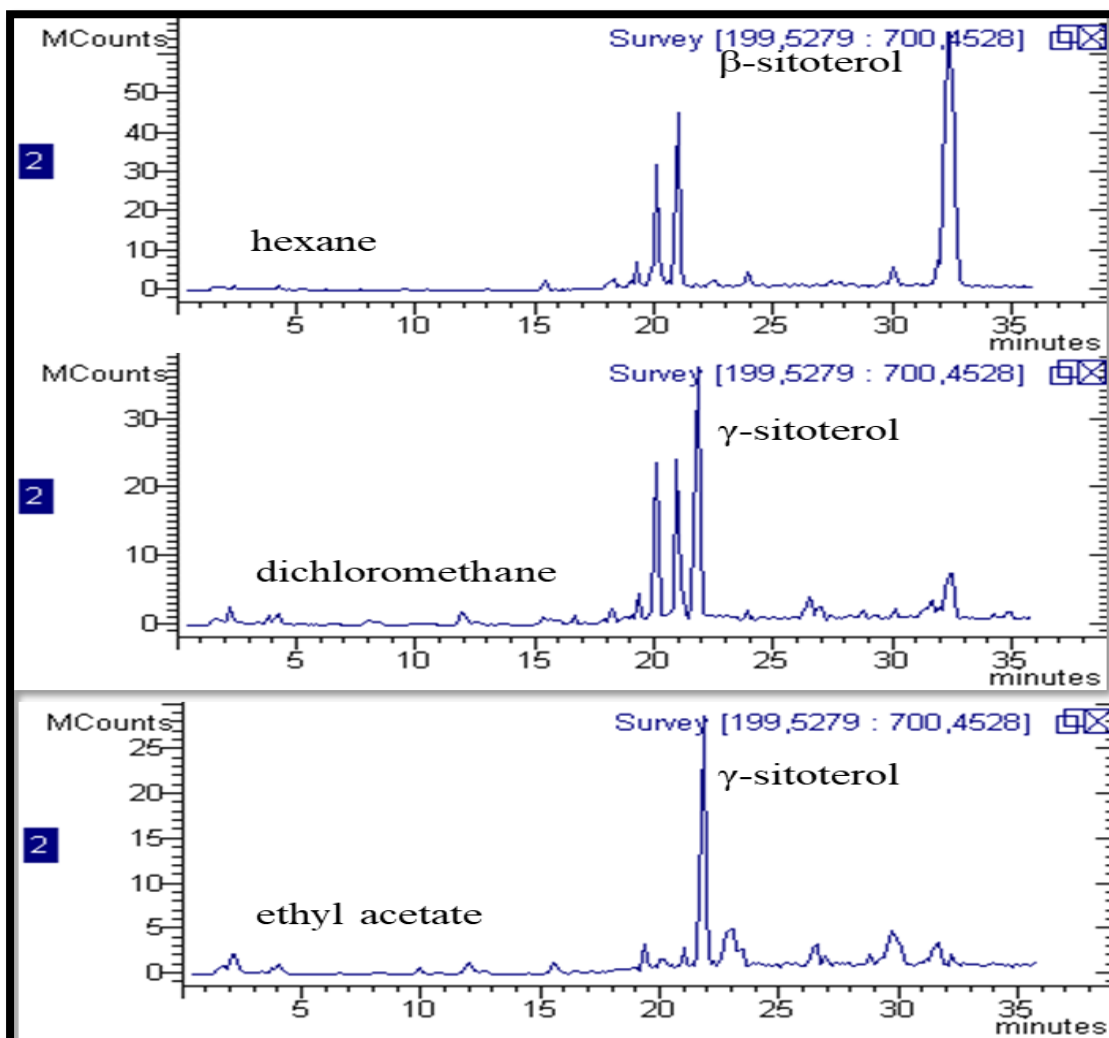 MCounts Survey [199,5279 : 700,4528]
β-sitoterol
50
40
2
30
20
hexane
10
0
5 10 15 20 25 30 35
minutes
MCounts Survey [199,5279 : 700,4528]
γ-sitoterol
30
2
20
dichloromethane
10
0
5 10 15 20 25 30 35
minutes
MCounts Survey [199,5279 : 700,4528]
25
γ-sitoterol
20
2
15
10
ethyl acetate
5
0
5 10 15 20 25 30 35
minutes